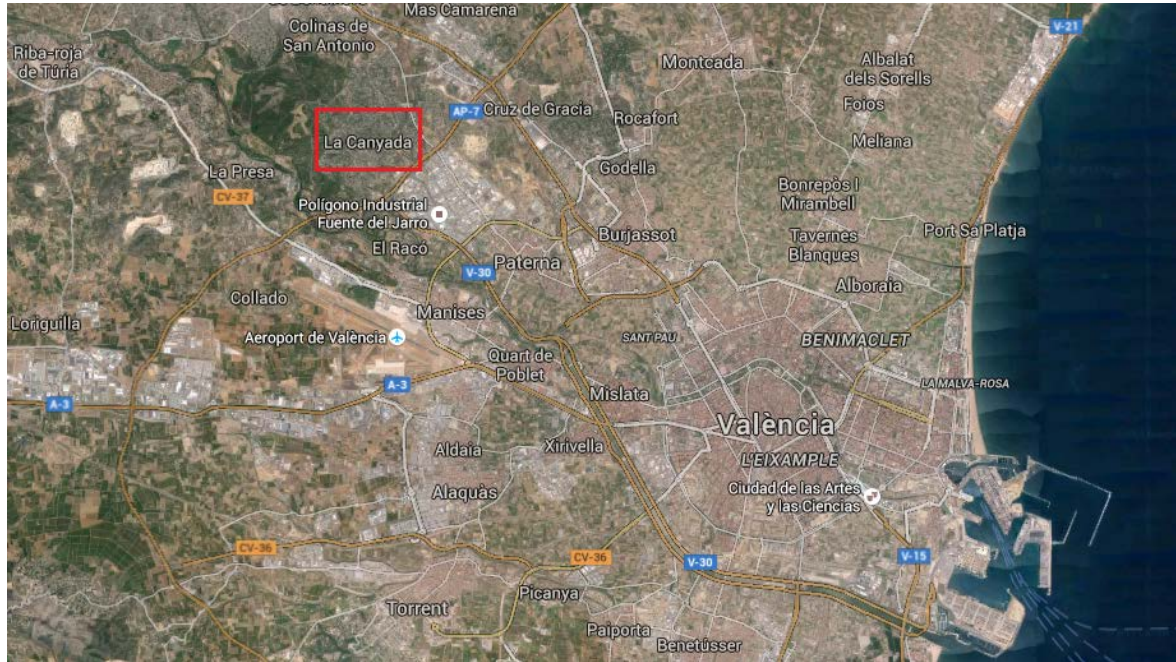 Mas Camarena
Colinas de
San Antonio
V-21
Riba-roja
de Túria
Montcada
Albalat
dels Sorells
AP-7
Cruz de Gracia
Foios
Rocafort
La Canyada
Meliana
La Presa
Godella
CV-37
Bonrepòs I
Mirambell
Polígono Industrial
Fuente del Jarro
El Racó
Burjassot
Tavernes
Blanques
Port Sa Platja
Paterna
V-30
Collado
Alboraia
Manises
Loriguilla
Aeroport de València
SANT PAU
BENIMACLET
Quart de
Poblet
A-3
LA MALVA-ROSA
Mislata
A-3
València
Aldaia
Xirivella
L'EIXAMPLE
Alaquàs
Ciudad de las Artes
y las Ciencias
CV-36
CV-36
V-30
V-15
Picanya
Torrent
Paiporta
Benetússer